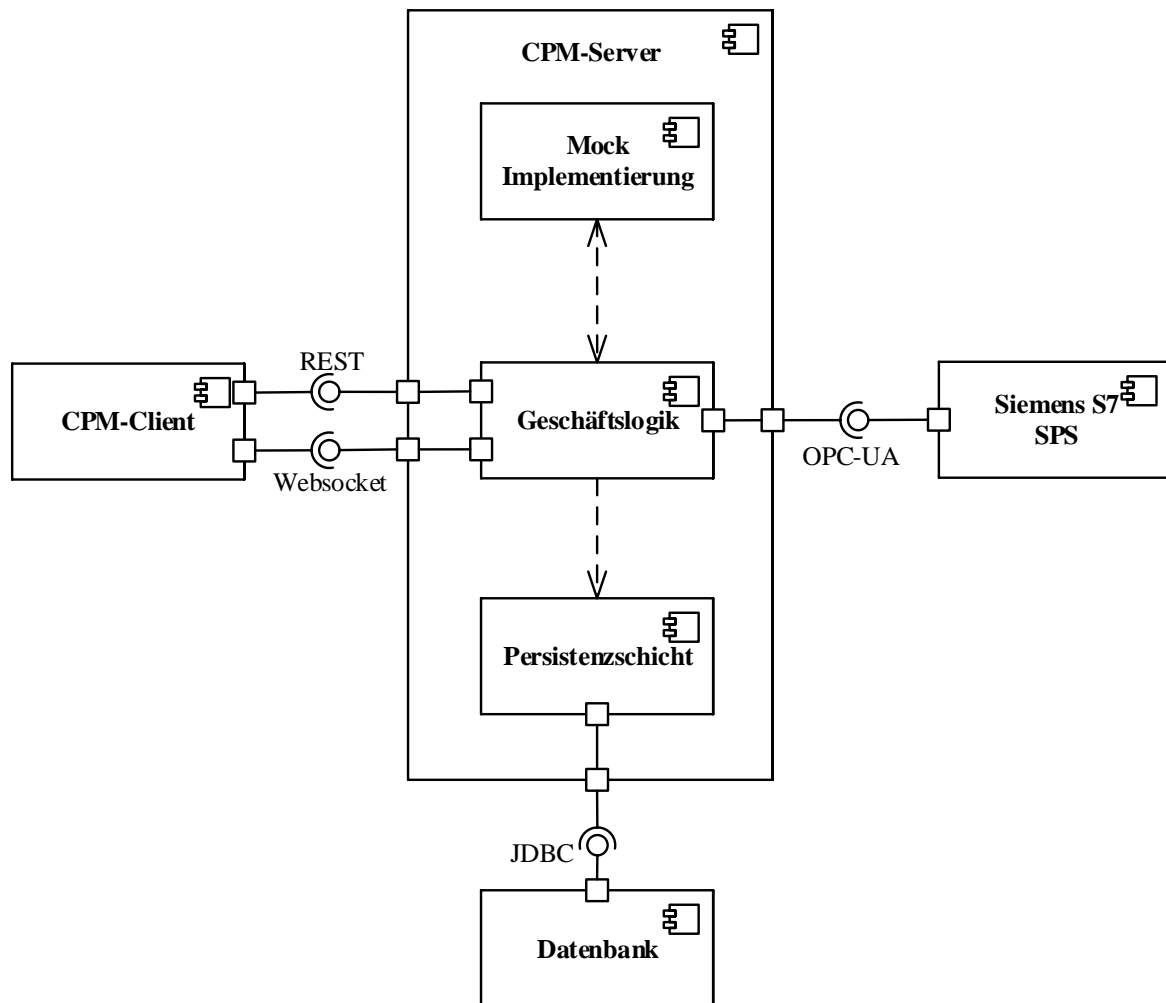 CPM-Server
Mock
Implementierung
REST
CPM-Client
Websocket
Geschäftslogik
OPC-UA
Siemens S7
SPS
Persistenzschicht
JDBC
Datenbank